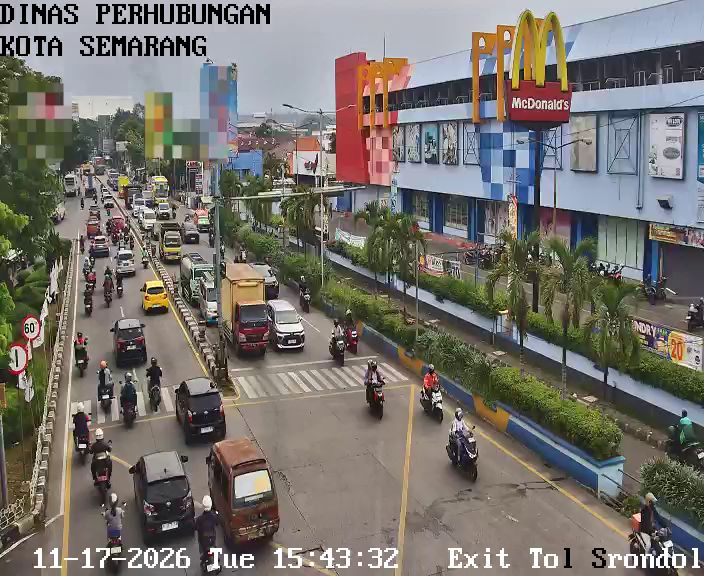 DINAS PERHUBUNGAN
KOTA SEMARANG
McDonald's
60
20
11-17-2026 Tue 15:43:32 Exit Tol Srondol